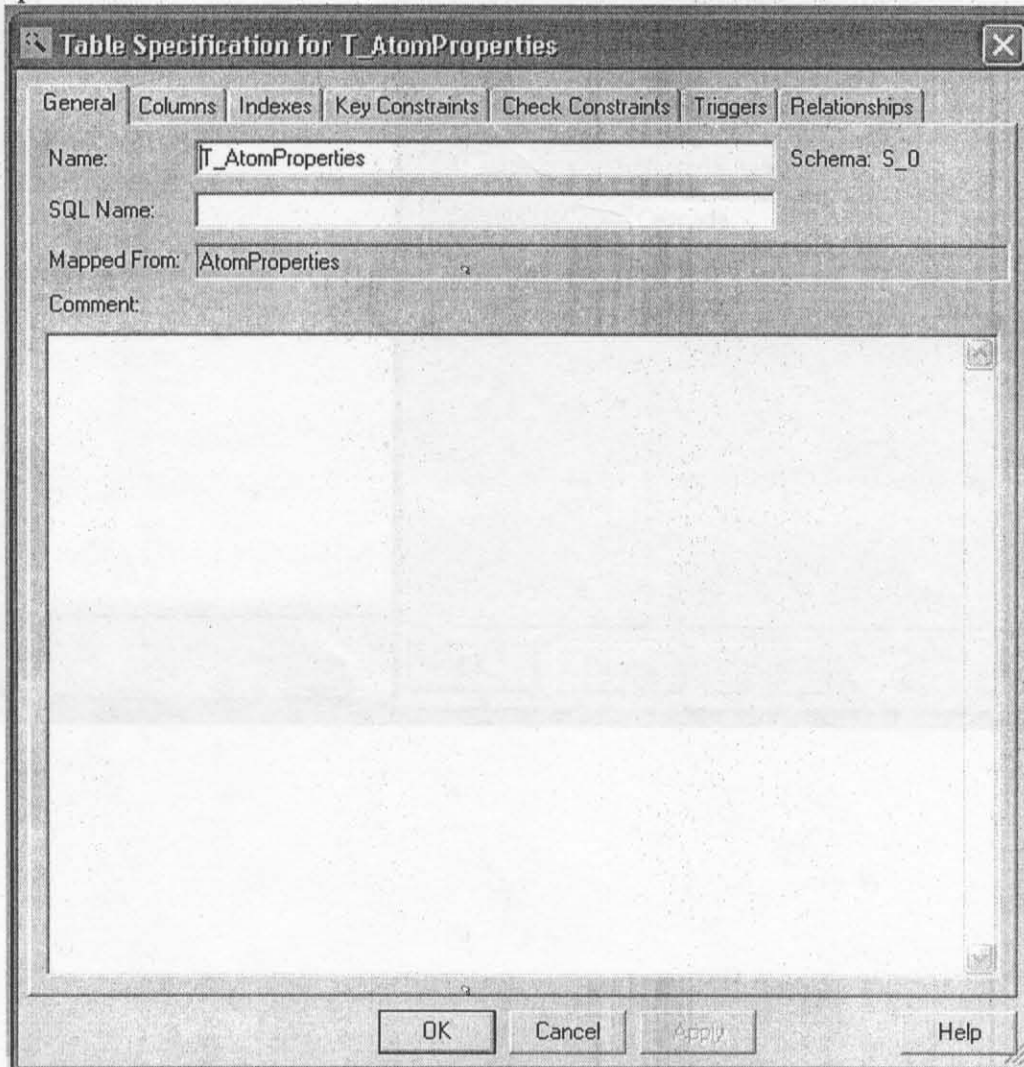 Table Specification for T_AtomProperties
General Columns Indexes Key Constraints Check Constraints Triggers Relationships
Name: T_AtomProperties Schema: S_0
SQL Name:
Mapped From: AtomProperties
Comment:
OK Cancel Apply Help